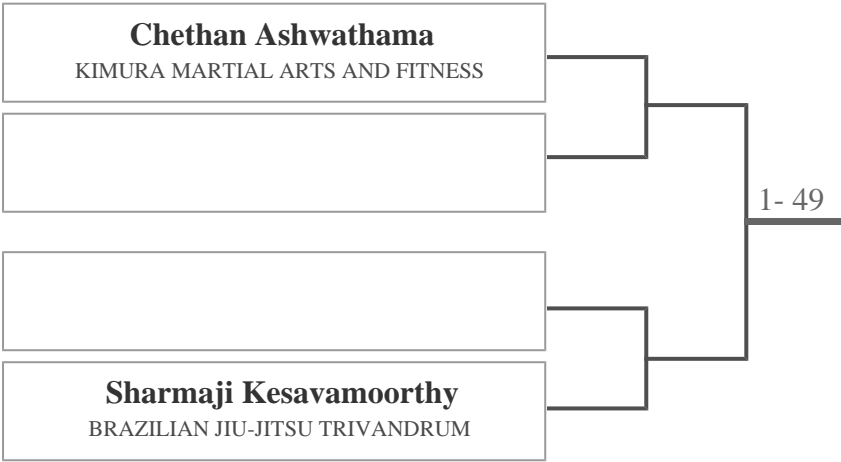 Chethan Ashwathama
KIMURA MARTIAL ARTS AND FITNESS
1- 49
Sharmaji Kesavamoorthy
BRAZILIAN JIU-JITSU TRIVANDRUM